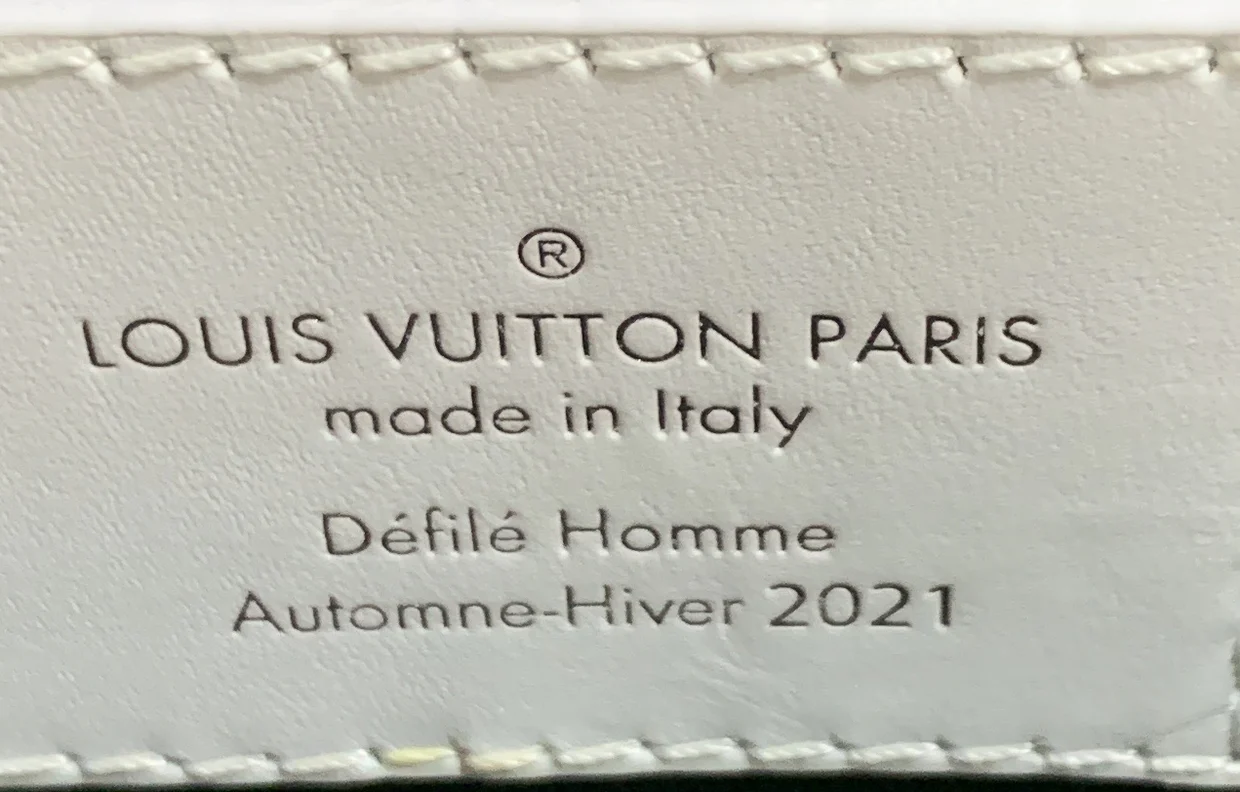 ®
LOUIS VUITTON PARIS
made in Italy
Défilé Homme
Automne-Hiver 2021